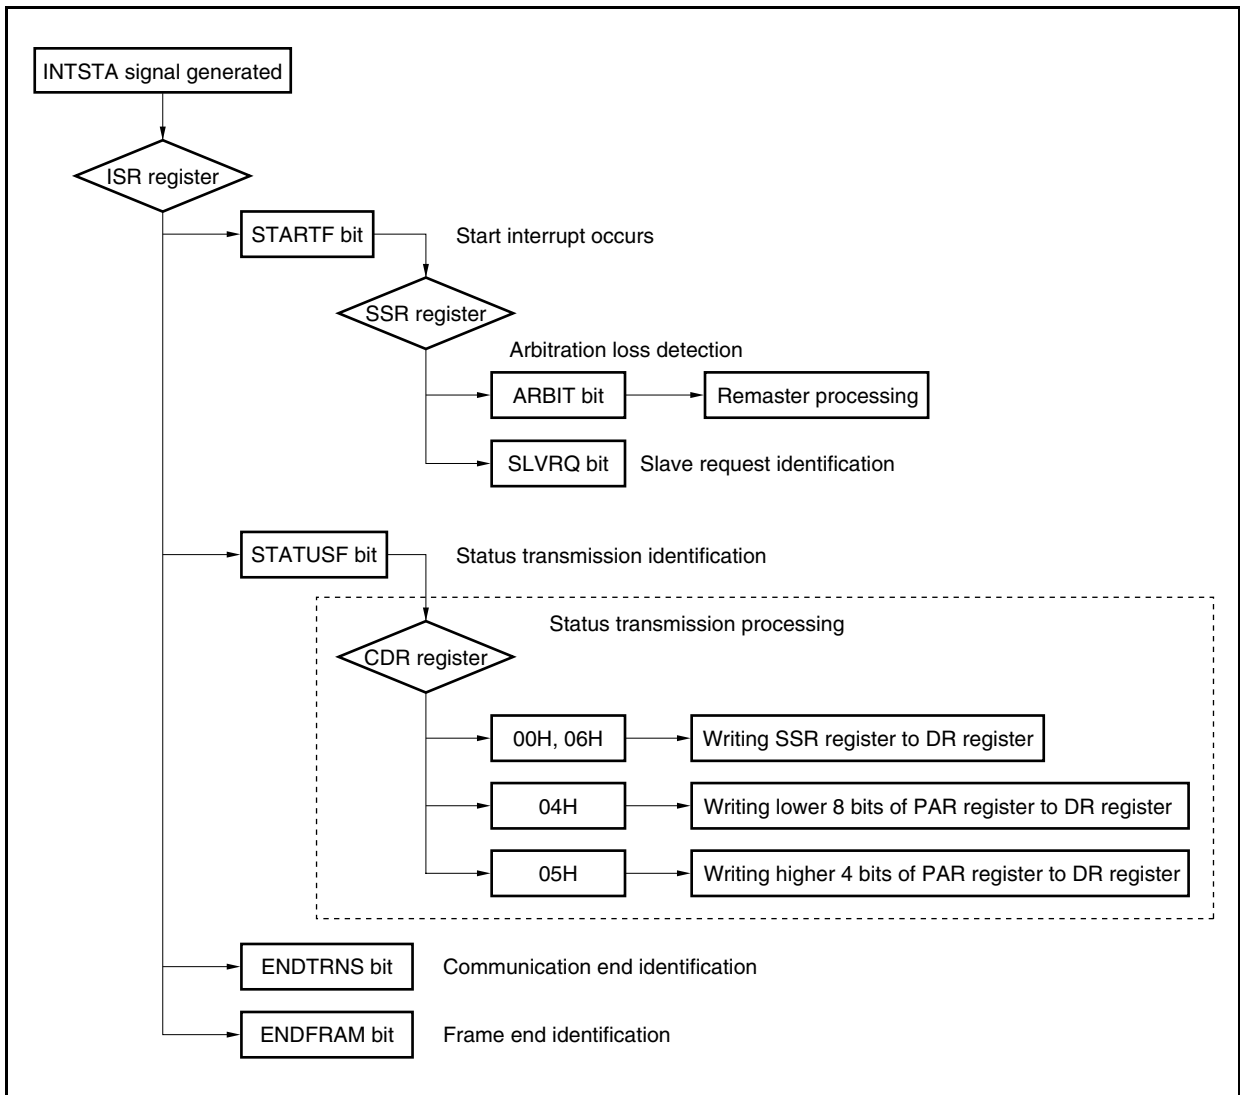 INTSTA signal generated
ISR register
STARTF bit
Start interrupt occurs
SSR register
Arbitration loss detection
ARBIT bit
Remaster processing
SLVRQ bit
Slave request identification
STATUSF bit
Status transmission identification
Status transmission processing
CDR register
00H, 06H
Writing SSR register to DR register
04H
Writing lower 8 bits of PAR register to DR register
05H
Writing higher 4 bits of PAR register to DR register
ENDTRNS bit
Communication end identification
ENDFRAM bit
Frame end identification